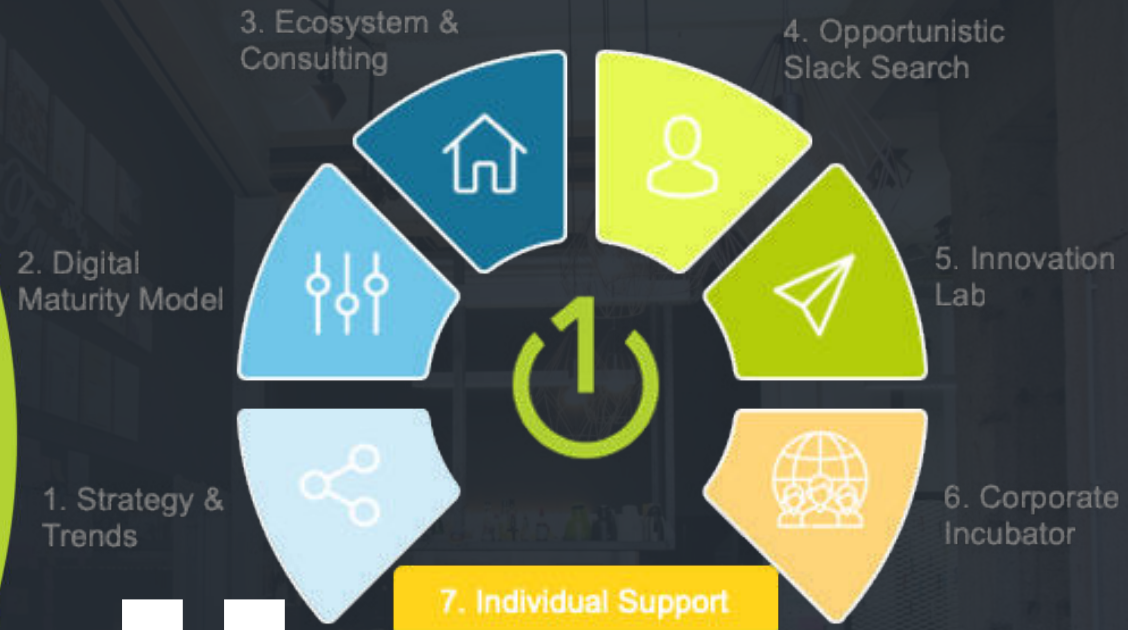 3. Ecosystem &
Consulting
4. Opportunistic
Slack Search
2. Digital
Maturity Model
5. Innovation
Lab
1
1. Strategy &
Trends
6. Corporate
Incubator
7. Individual Support